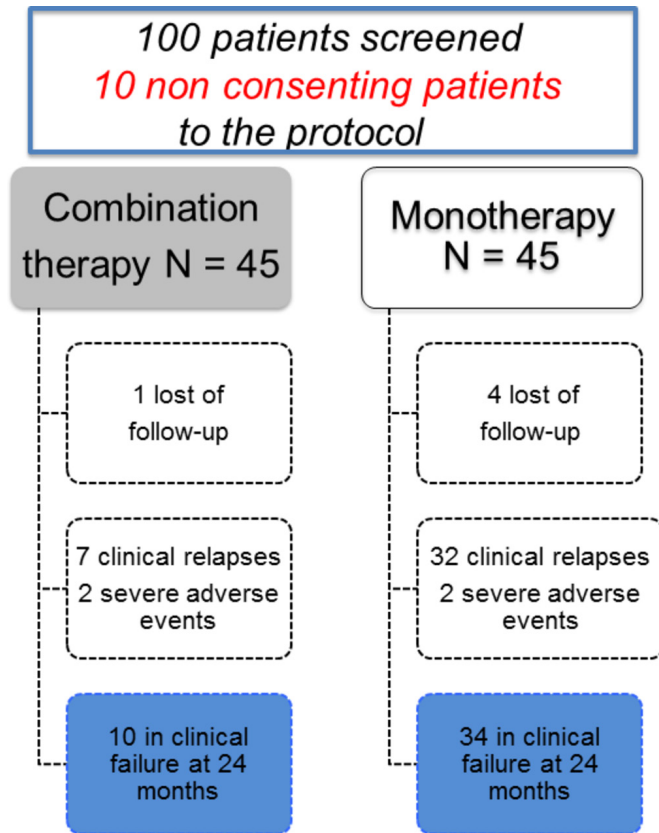 100 patients screened
10 non consenting patients
to the protocol
Combination
therapy N = 45
Monotherapy
N = 45
1 lost of
follow-up
4 lost of
follow-up
7 clinical relapses
2 severe adverse
events
32 clinical relapses
2 severe adverse
events
10 in clinical
failure at 24
months
34 in clinical
failure at 24
months